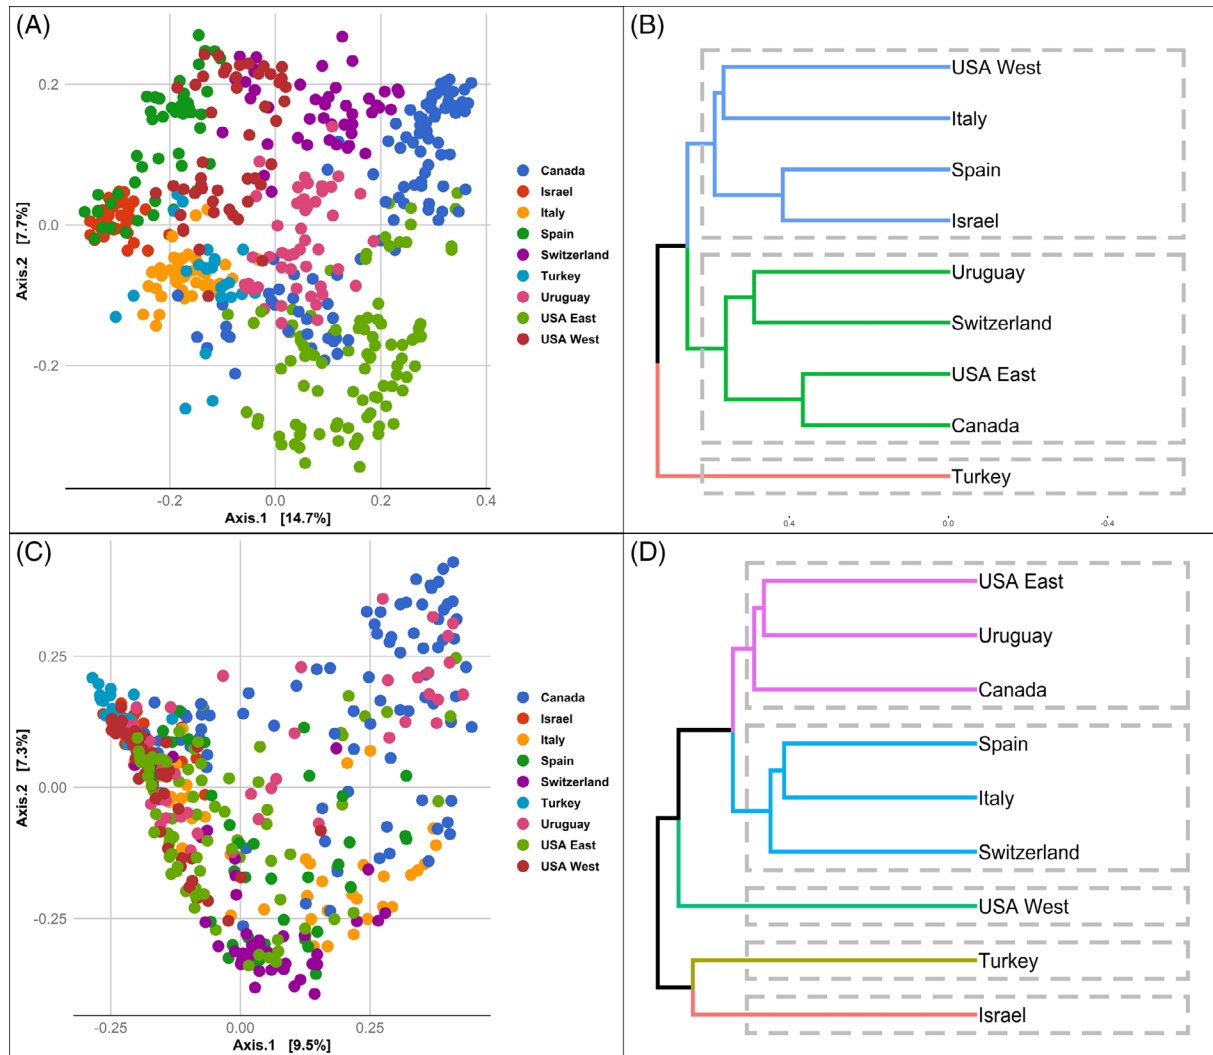 (A)
0.2
0.0
-0.2
Axis.2 [7.7%]
-0.2
0.0
0.2
0.4
Axis.1 [14.7%]
Canada
Israel
Italy
Spain
Switzerland
Turkey
Uruguay
USA East
USA West
(B)
USA West
Italy
Spain
Israel
Uruguay
Switzerland
USA East
Canada
Turkey
0.4
0.0
-0.4
(C)
0.25
0.00
-0.25
Axis.2 [7.3%]
-0.25
0.00
0.25
Axis.1 [9.5%]
Canada
Israel
Italy
Spain
Switzerland
Turkey
Uruguay
USA East
USA West
(D)
USA East
Uruguay
Canada
Spain
Italy
Switzerland
USA West
Turkey
Israel